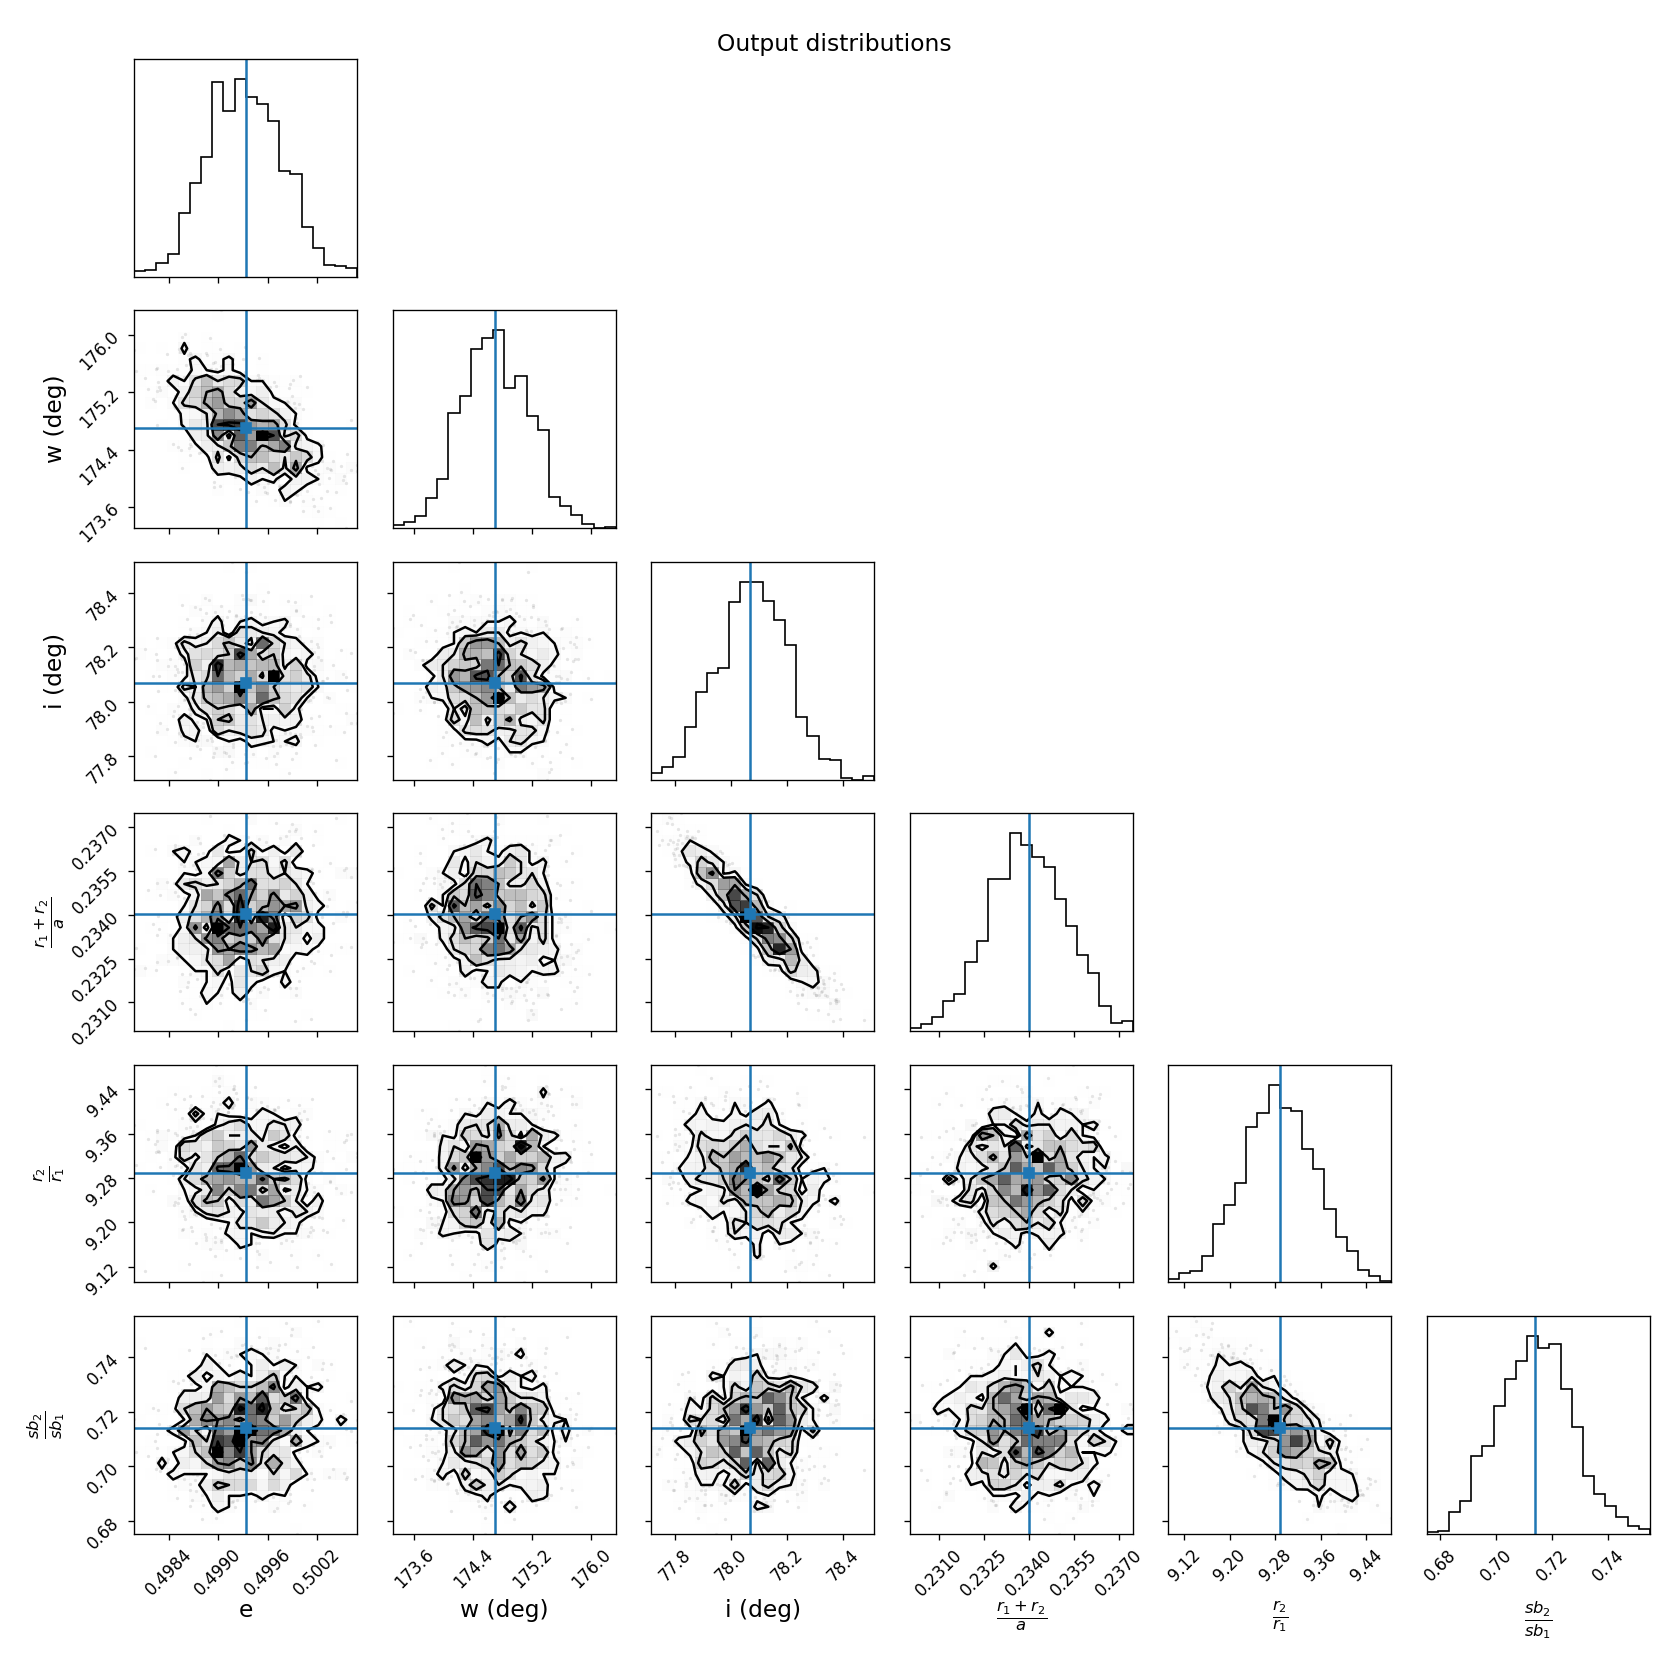 Output distributions
176.0
175.2
174.4
173.6
w (deg)
78.4
78.2
78.0
77.8
i (deg)
0.2370
0.2355
0.2340
0.2325
0.2310
r₁ + r₂
a
9.44
9.36
9.28
9.20
9.12
r₂
r₁
0.74
0.72
0.70
0.68
sb₂
sb₁
0.4984 0.4990 0.4996 0.5002 173.6 174.4 175.2 176.0 77.8 78.0 78.2 78.4 0.2310 0.2325 0.2340 0.2355 0.2370 9.12 9.20 9.28 9.36 9.44 0.68 0.70 0.72 0.74
e w (deg) i (deg) r₁ + r₂ r₂ sb₂
a r₁ sb₁